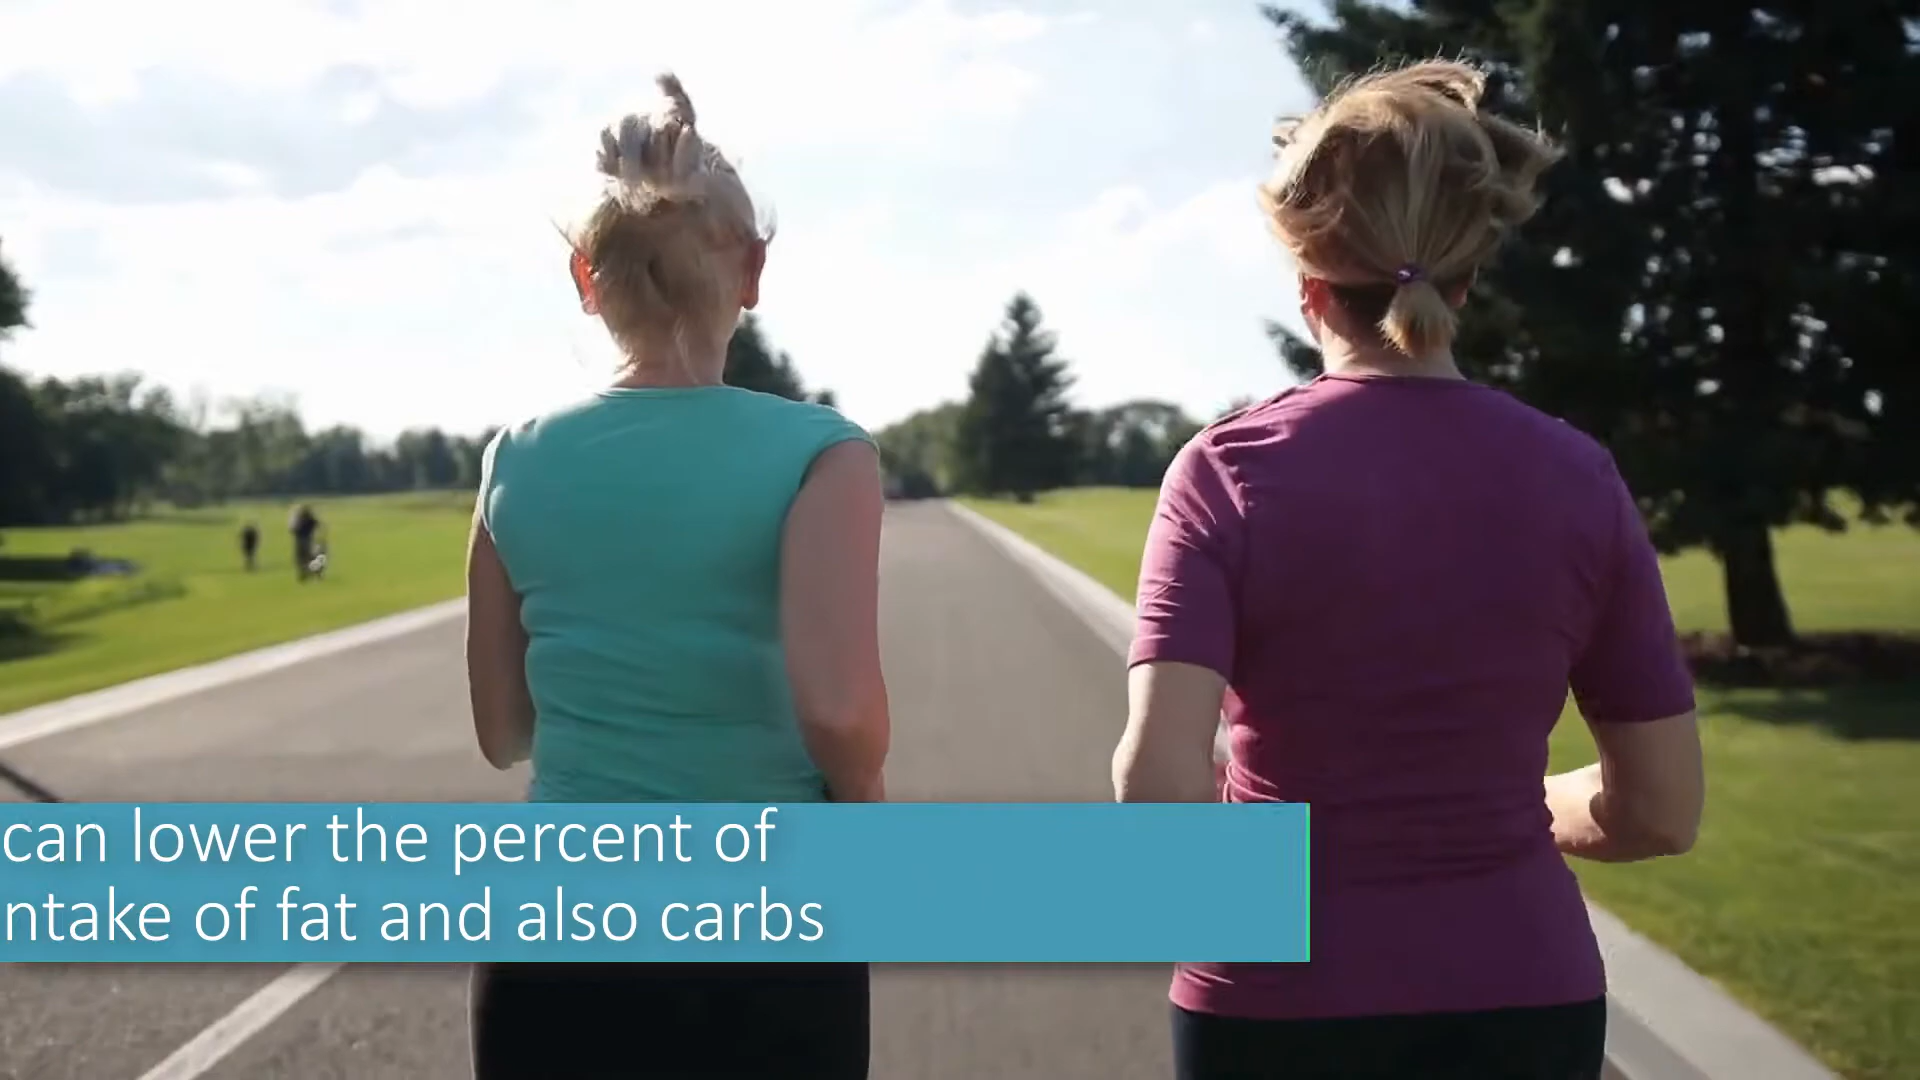 can lower the percent of
ntake of fat and also carbs